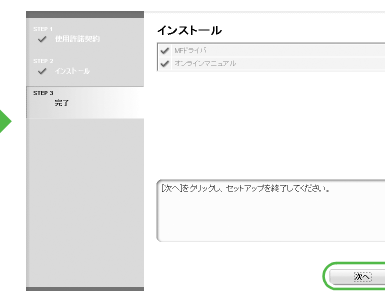 STEP 1
使用許諾契約
STEP 2
インストール
STEP 3
完了
インストール
MFドライバ
オンラインマニュアル
[次へ]をクリックし、セットアップを終了してください。
次へ